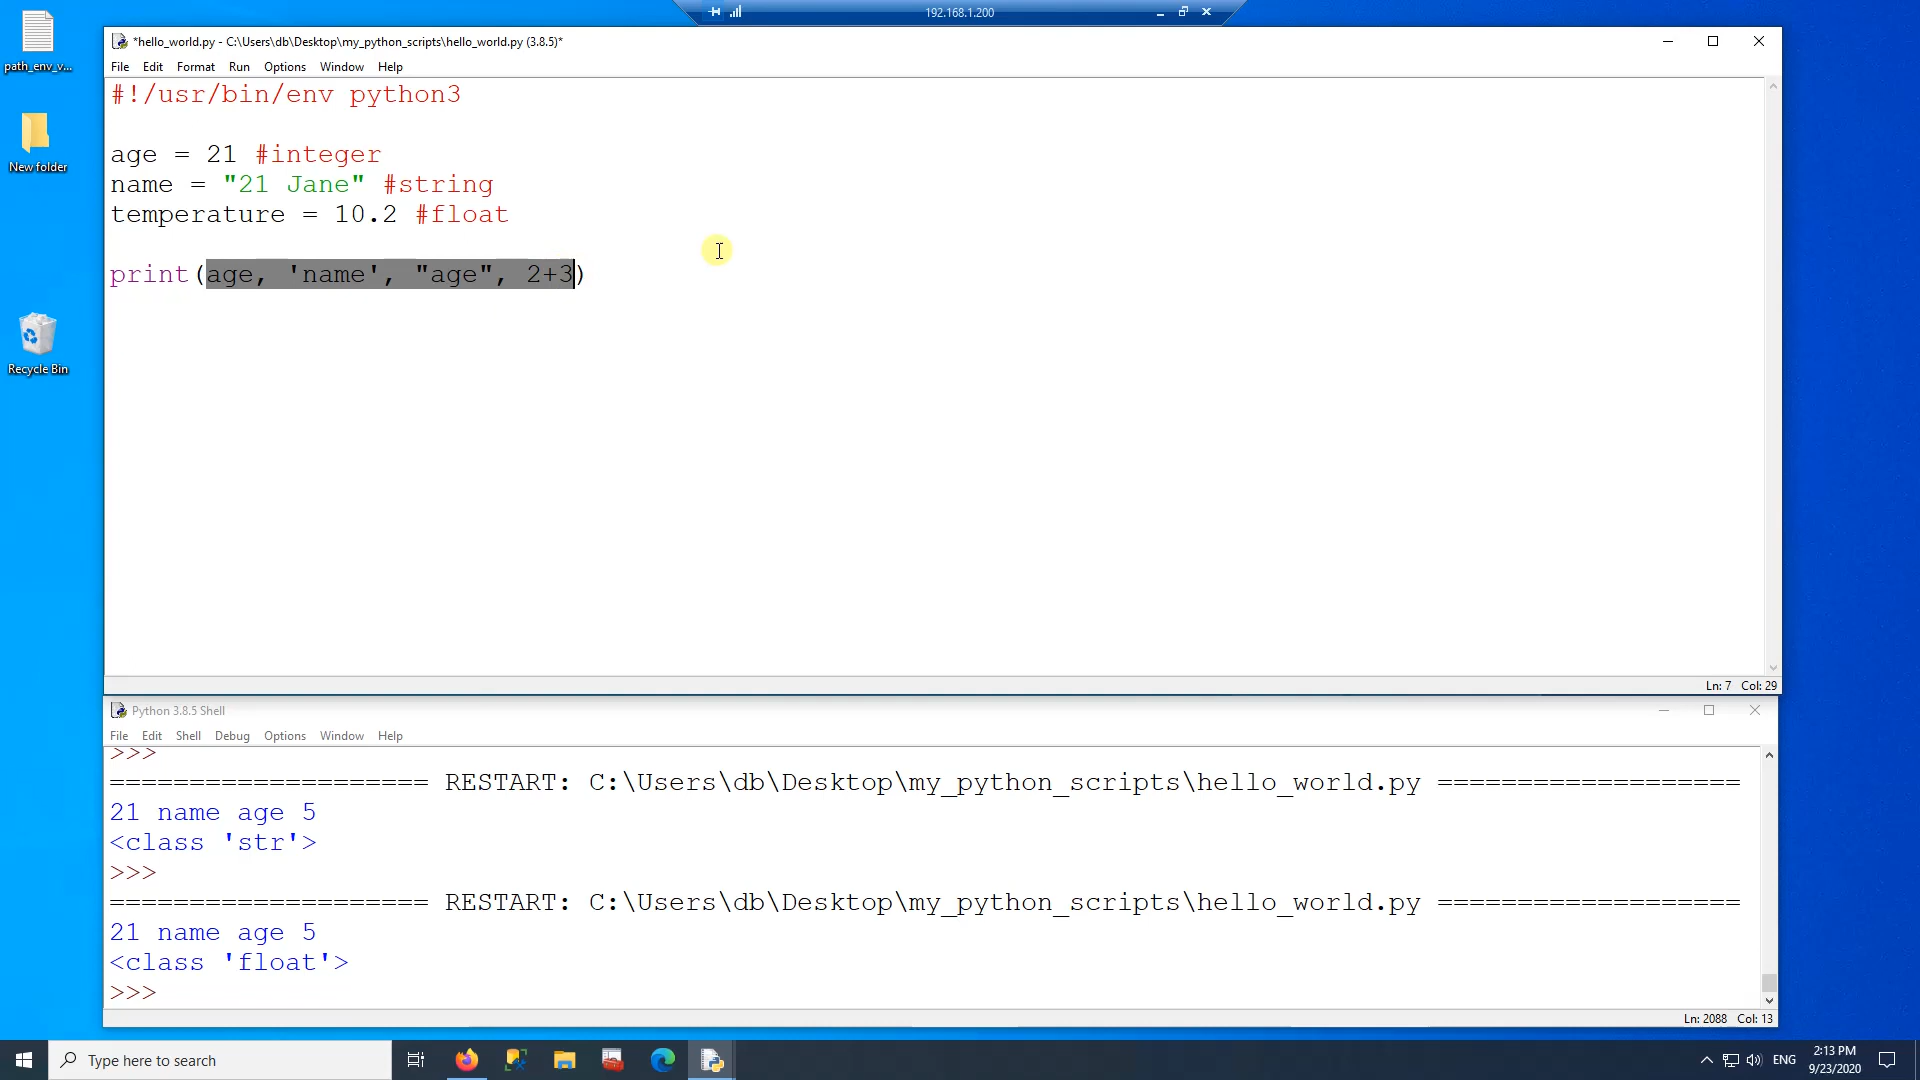 192.168.1.200
path_env_v...
New folder
Recycle Bin
*hello_world.py - C:\Users\db\Desktop\my_python_scripts\hello_world.py (3.8.5)*
File Edit Format Run Options Window Help
#!/usr/bin/env python3
age = 21 #integer
name = "21 Jane" #string
temperature = 10.2 #float
print(age, 'name', "age", 2+3)
Ln: 7 Col: 29
Python 3.8.5 Shell
File Edit Shell Debug Options Window Help
>>>
==================== RESTART: C:\Users\db\Desktop\my_python_scripts\hello_world.py ===================
21 name age 5
<class 'str'>
>>>
==================== RESTART: C:\Users\db\Desktop\my_python_scripts\hello_world.py ===================
21 name age 5
<class 'float'>
>>>
Ln: 2088 Col: 13
Type here to search
ENG
2:13 PM
9/23/2020